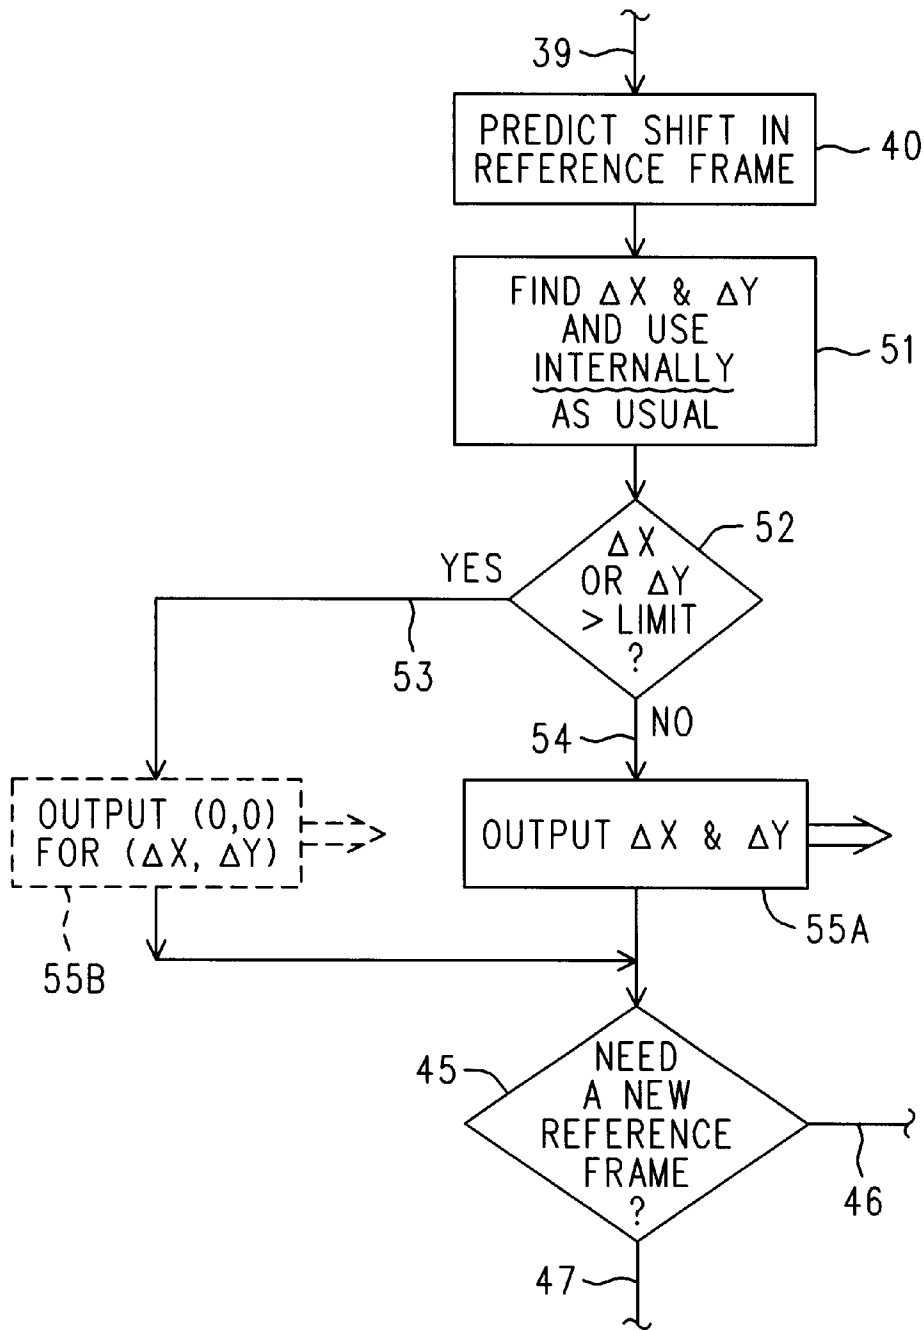 39
PREDICT SHIFT IN
REFERENCE FRAME
40
FIND ΔX & ΔY
AND USE
INTERNALLY
AS USUAL
51
ΔX
OR ΔY
> LIMIT
?
52
YES
53
54
NO
OUTPUT (0,0)
FOR (ΔX, ΔY)
55B
OUTPUT ΔX & ΔY
55A
45
NEED
A NEW
REFERENCE
FRAME
?
46
47